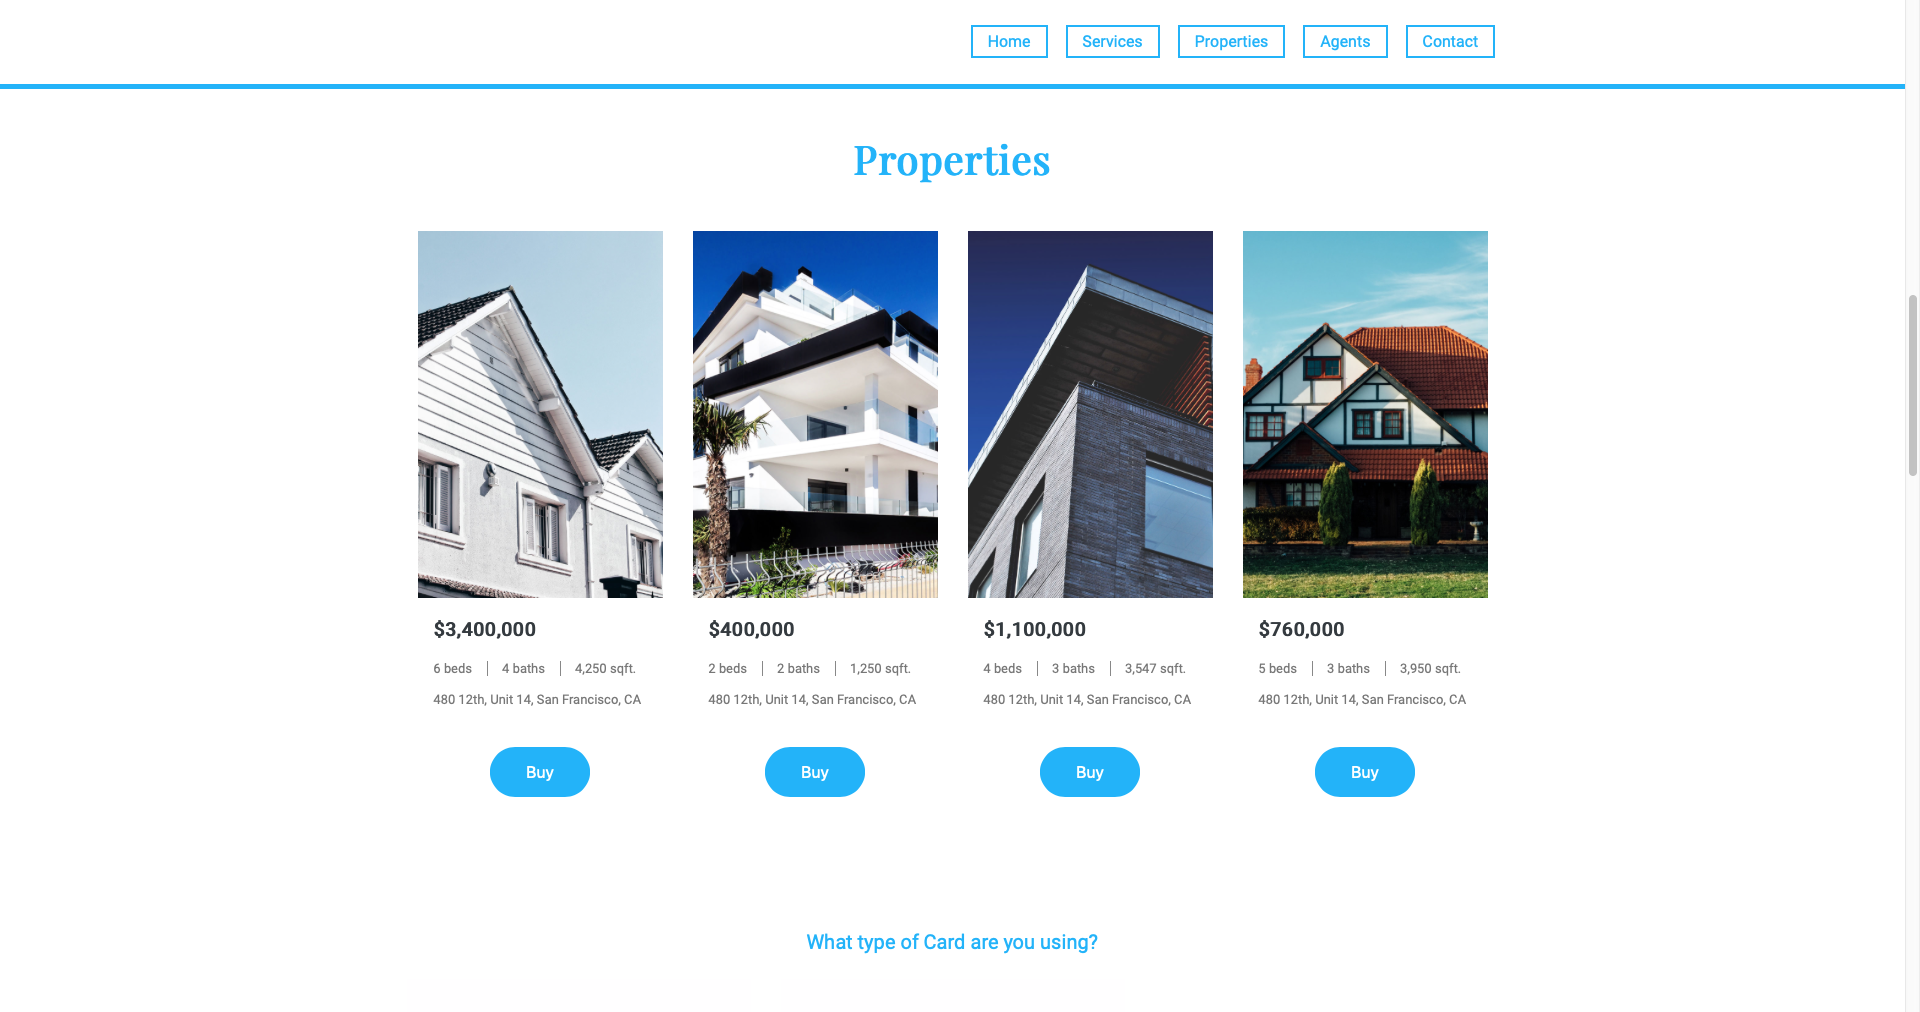 Home Services Properties Agents Contact
Properties
$3,400,000
6 beds 4 baths 4,250 sqft.
480 12th, Unit 14, San Francisco, CA
Buy
$400,000
2 beds 2 baths 1,250 sqft.
480 12th, Unit 14, San Francisco, CA
Buy
$1,100,000
4 beds 3 baths 3,547 sqft.
480 12th, Unit 14, San Francisco, CA
Buy
$760,000
5 beds 3 baths 3,950 sqft.
480 12th, Unit 14, San Francisco, CA
Buy
What type of Card are you using?